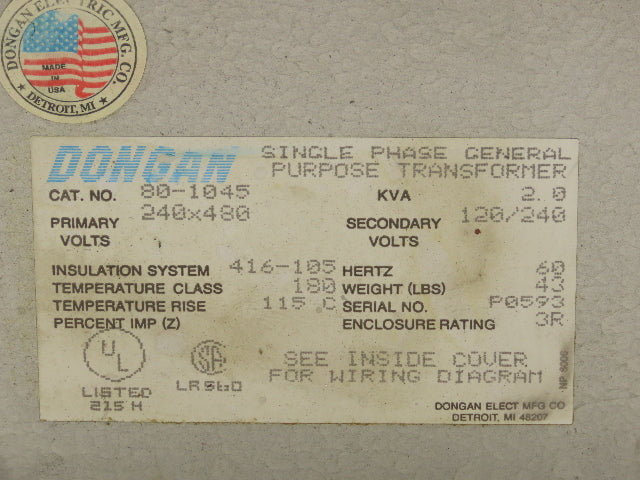 DONGAN ELECTRIC MFG. CO.
MADE
IN
USA
★ DETROIT, MI ★
DONGAN SINGLE PHASE GENERAL
PURPOSE TRANSFORMER
CAT. NO. 80-1045 KVA 2.0
PRIMARY VOLTS 240x480 SECONDARY VOLTS 120/240
INSULATION SYSTEM 416-105 HERTZ 60
TEMPERATURE CLASS 180 WEIGHT (LBS) 43
TEMPERATURE RISE 115 C SERIAL NO. P0593
PERCENT IMP (Z) ENCLOSURE RATING 3R
UL SA SEE INSIDE COVER
LISTED LR560 FOR WIRING DIAGRAM
215H
DONGAN ELECT MFG CO
DETROIT, MI 48207